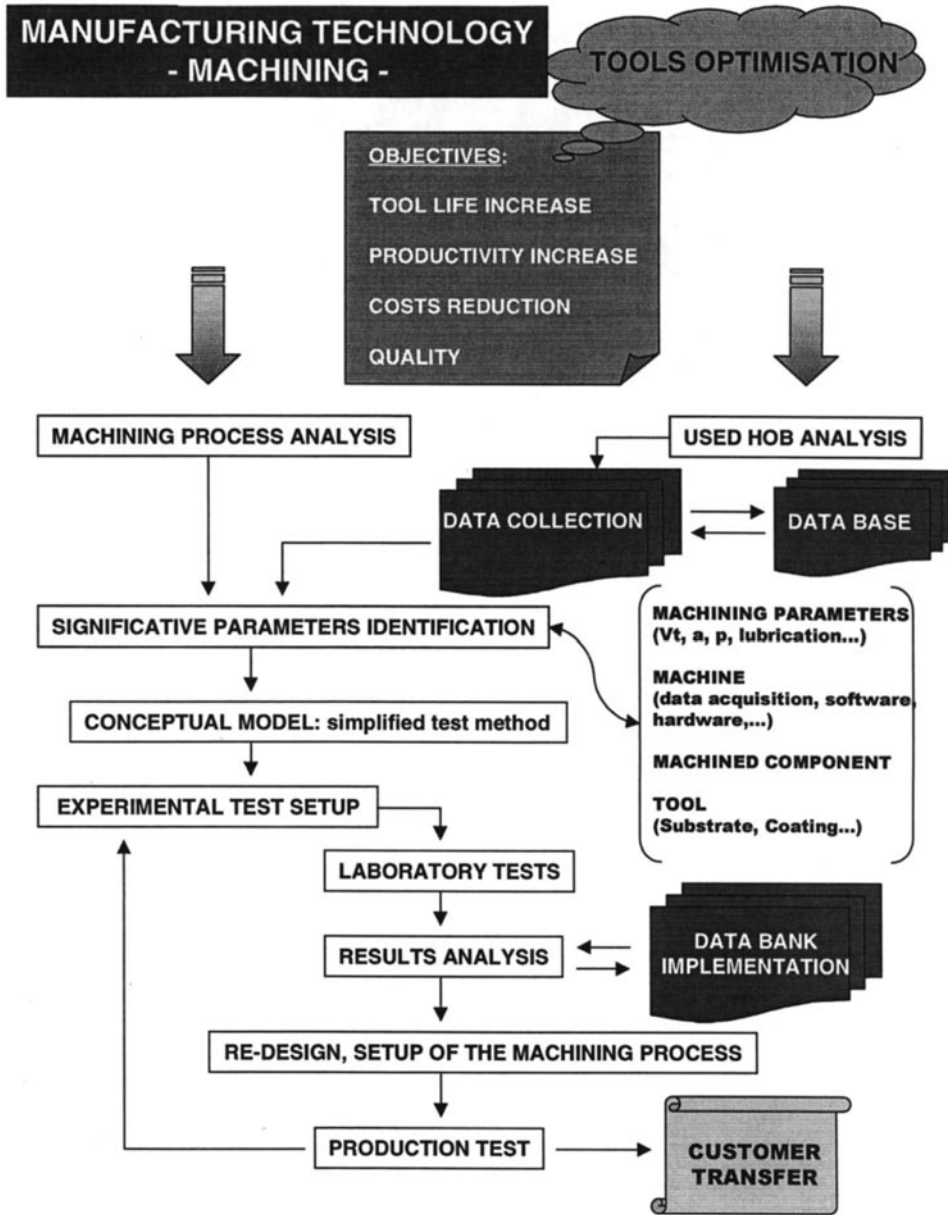 MANUFACTURING TECHNOLOGY
- MACHINING -
TOOLS OPTIMISATION
OBJECTIVES:
TOOL LIFE INCREASE
PRODUCTIVITY INCREASE
COSTS REDUCTION
QUALITY
MACHINING PROCESS ANALYSIS
USED HOB ANALYSIS
DATA COLLECTION
DATA BASE
SIGNIFICATIVE PARAMETERS IDENTIFICATION
MACHINING PARAMETERS
(Vt, a, p, lubrication...)
MACHINE
(data acquisition, software,
hardware,...)
MACHINED COMPONENT
TOOL
(Substrate, Coating...)
CONCEPTUAL MODEL: simplified test method
EXPERIMENTAL TEST SETUP
LABORATORY TESTS
RESULTS ANALYSIS
DATA BANK
IMPLEMENTATION
RE-DESIGN, SETUP OF THE MACHINING PROCESS
PRODUCTION TEST
CUSTOMER
TRANSFER